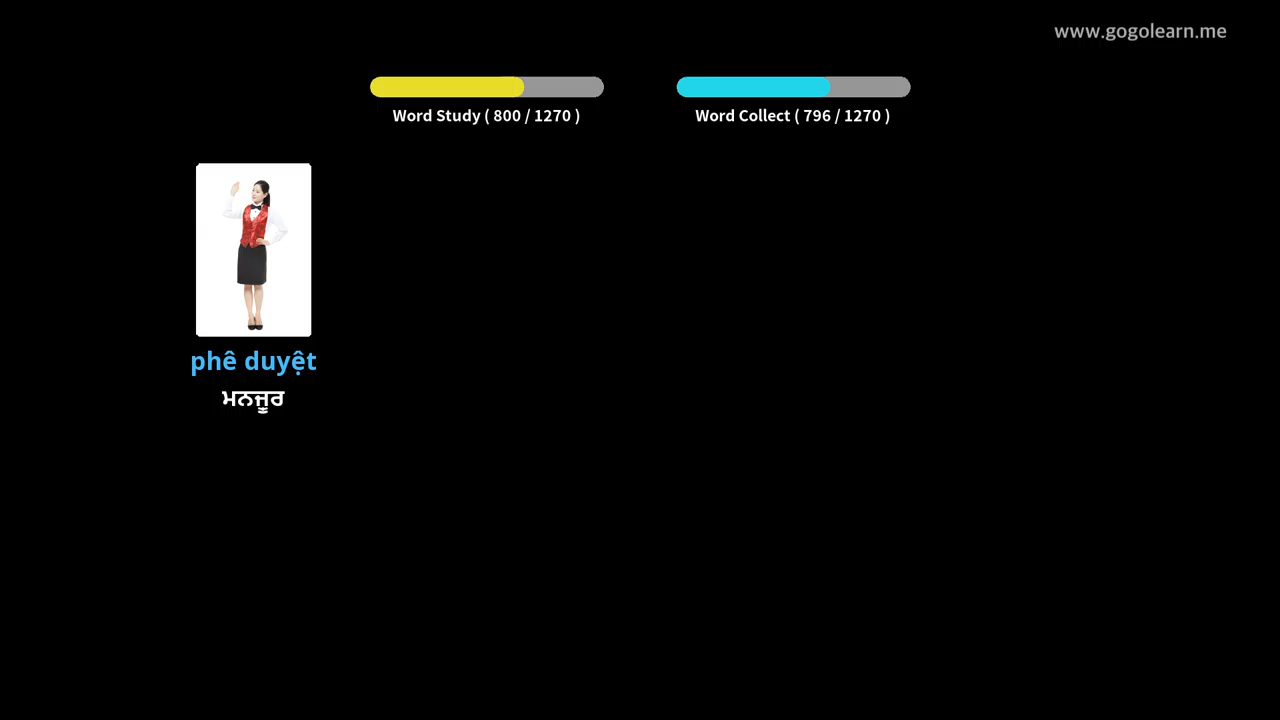 www.gogolearn.me
Word Study ( 800 / 1270 )
Word Collect ( 796 / 1270 )
phê duyệt
ਮਨਜ਼ੂਰ